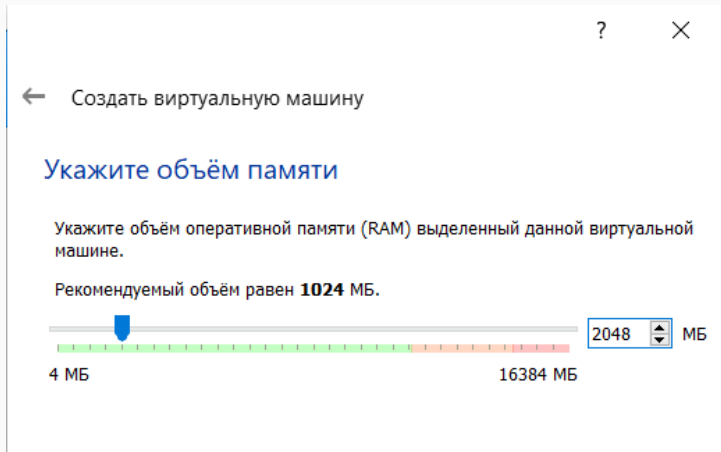 ?
Создать виртуальную машину
Укажите объём памяти
Укажите объём оперативной памяти (RAM) выделенный данной виртуальной
машине.
Рекомендуемый объём равен 1024 МБ.
2048 МБ
4 МБ 16384 МБ